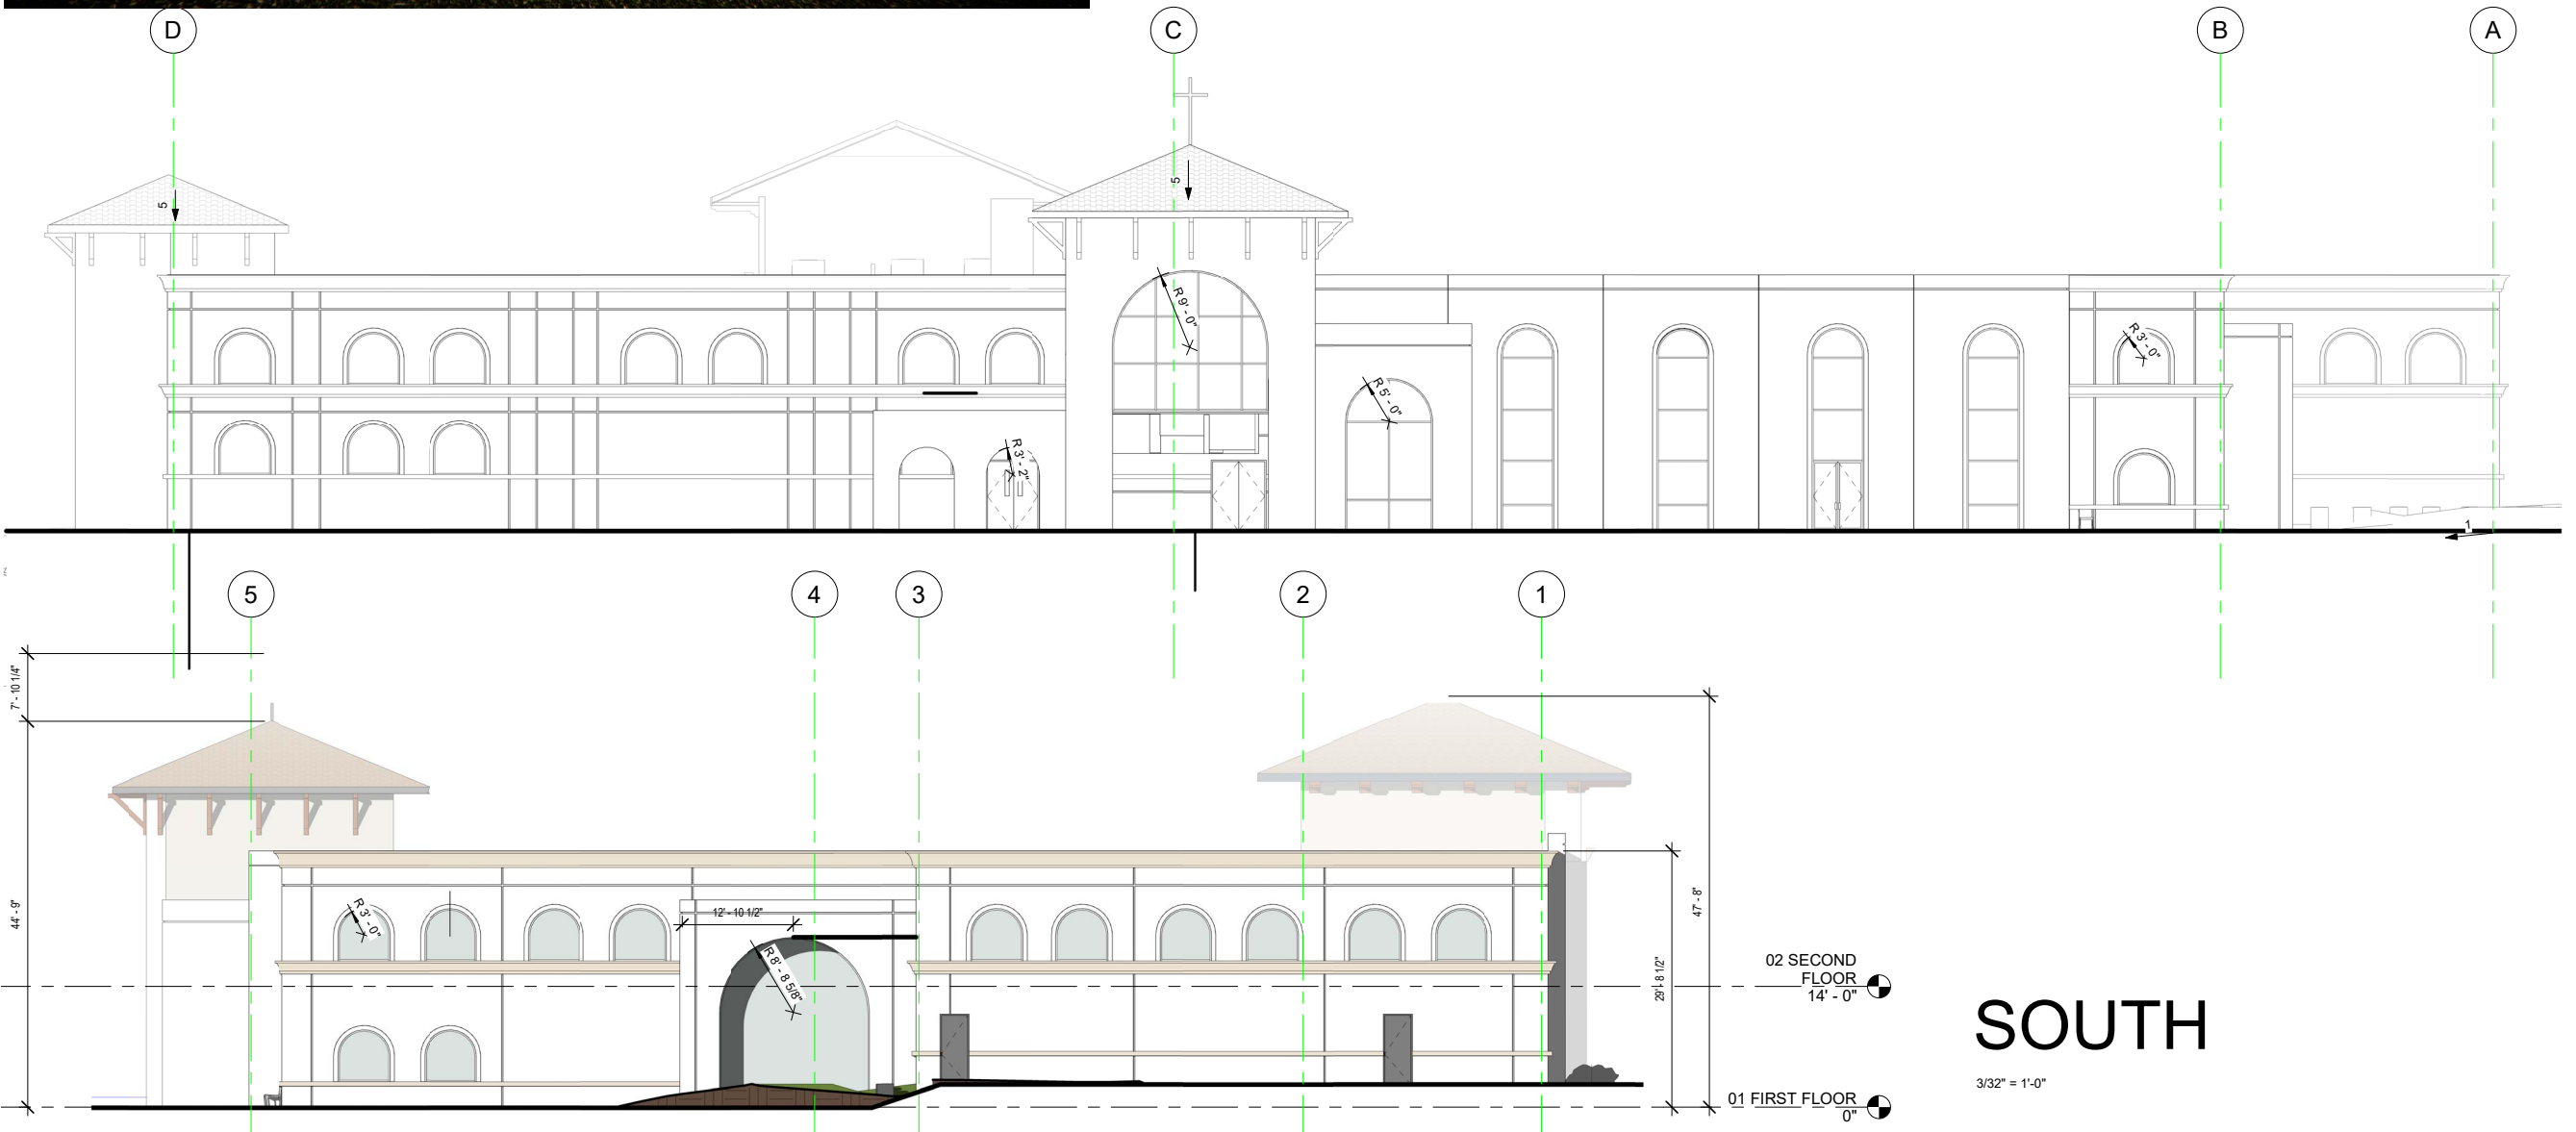 D
C
B
A
5
5
R 9' - 0"
R 3' - 0"
R 5' - 0"
R 3' - 2"
1
5
4
3
2
1
7' - 10 1/4"
44' - 9"
R 3' - 0"
12' - 10 1/2"
R 8' - 8 5/8"
29' - 8 1/2"
47' - 8"
02 SECOND
FLOOR
14' - 0"
SOUTH
3/32" = 1'-0"
01 FIRST FLOOR
0"